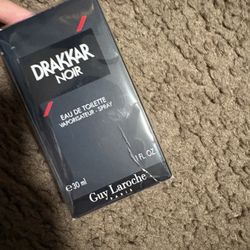 DRAKKAR
NOIR
EAU DE TOILETTE
VAPORISATEUR - SPRAY
℮30 ml
1 FL. OZ.
Guy Laroche
PARIS